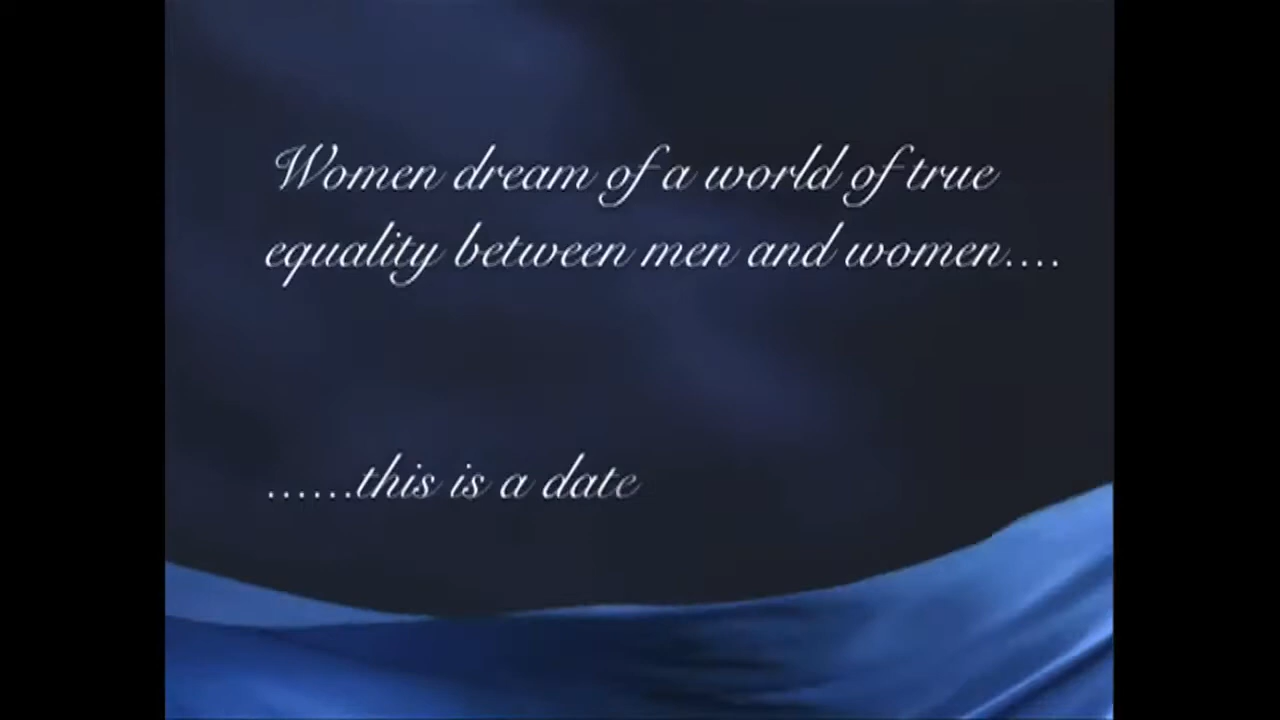 Women dream of a world of true
equality between men and women....
......this is a date